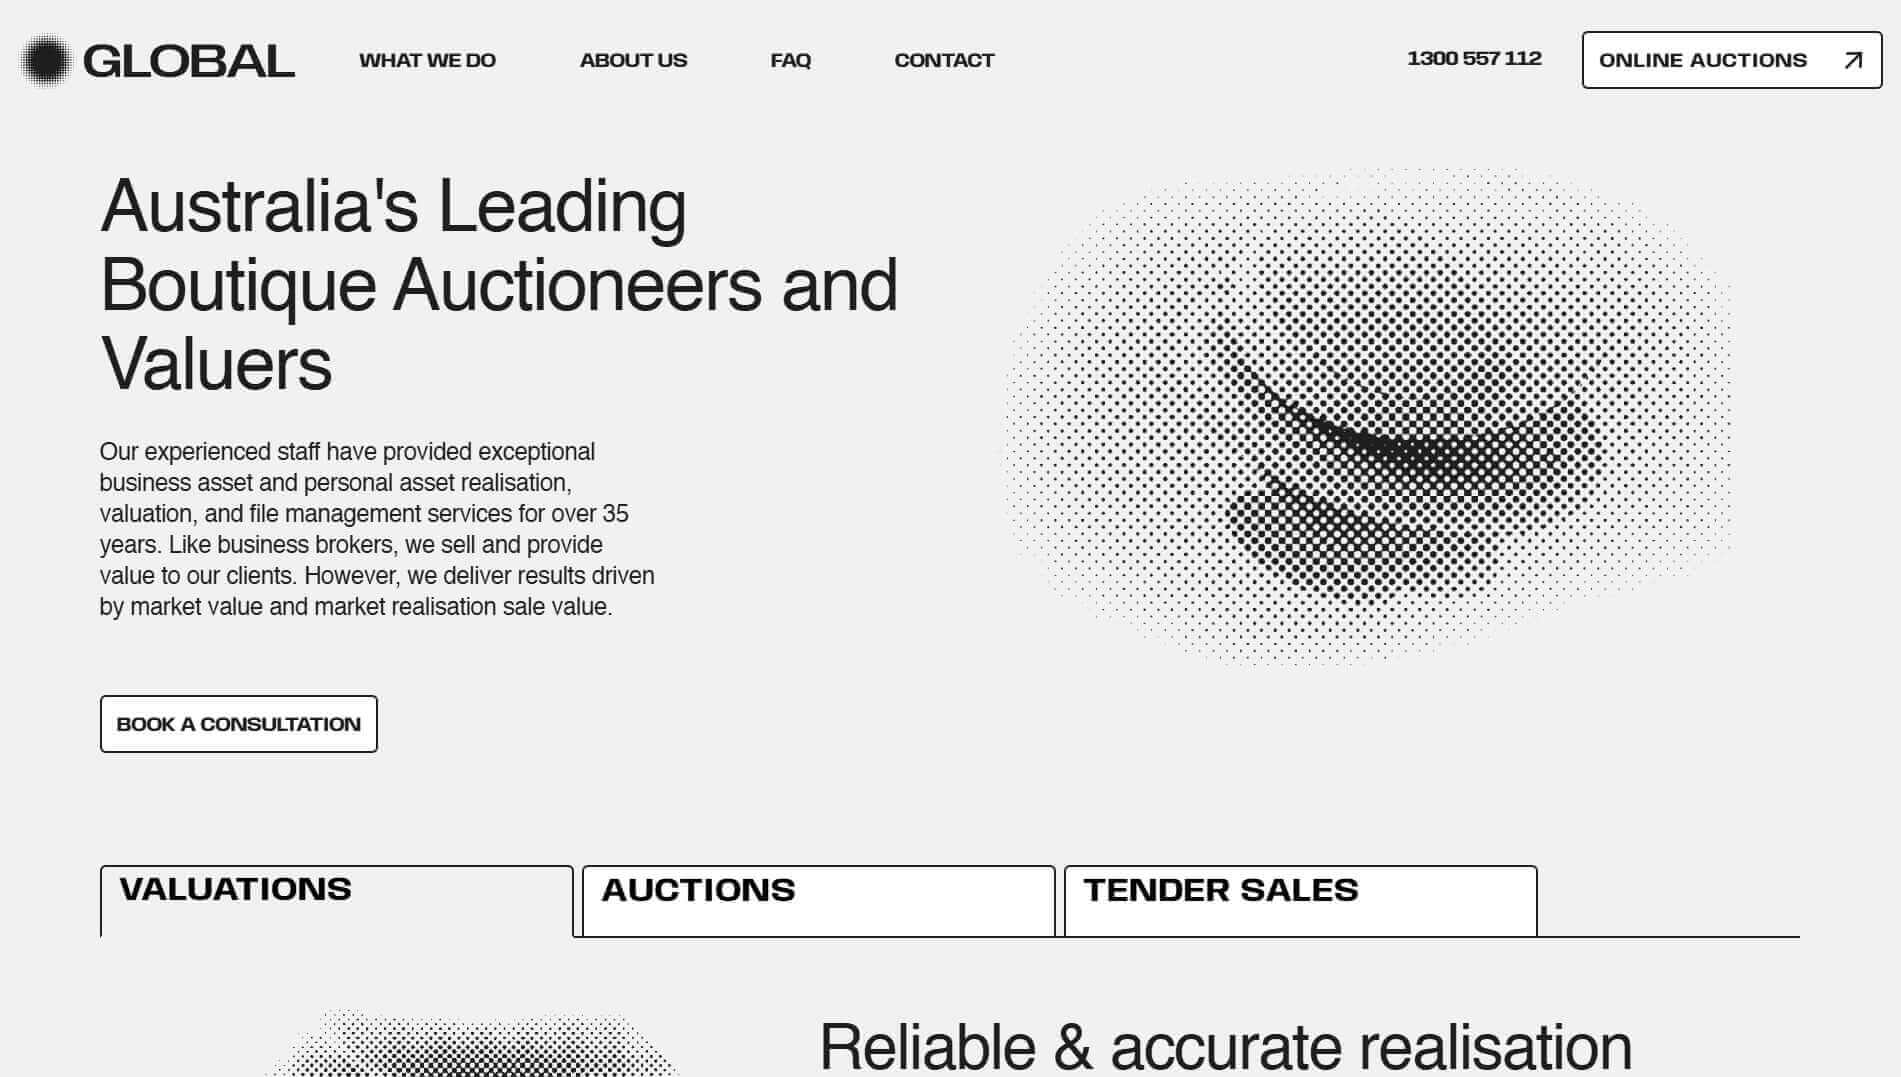 GLOBAL
WHAT WE DO
ABOUT US
FAQ
CONTACT
1300 557 112
ONLINE AUCTIONS
Australia's Leading
Boutique Auctioneers and
Valuers
Our experienced staff have provided exceptional
business asset and personal asset realisation,
valuation, and file management services for over 35
years. Like business brokers, we sell and provide
value to our clients. However, we deliver results driven
by market value and market realisation sale value.
BOOK A CONSULTATION
VALUATIONS
AUCTIONS
TENDER SALES
Reliable & accurate realisation